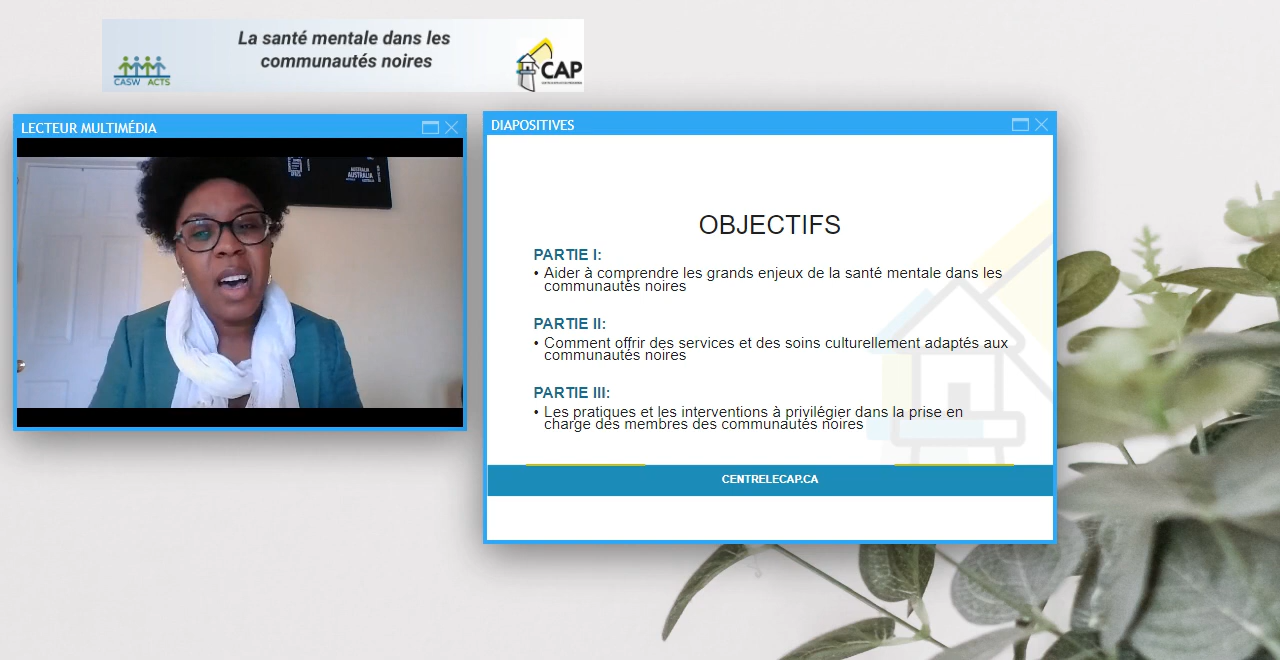 La santé mentale dans les
communautés noires
CASW ACTS
CAP
LECTEUR MULTIMÉDIA
AUSTRALIA
DIAPOSITIVES
OBJECTIFS
PARTIE I:
• Aider à comprendre les grands enjeux de la santé mentale dans les
communautés noires
PARTIE II:
• Comment offrir des services et des soins culturellement adaptés aux
communautés noires
PARTIE III:
• Les pratiques et les interventions à privilégier dans la prise en
charge des membres des communautés noires
CENTRELECAP.CA